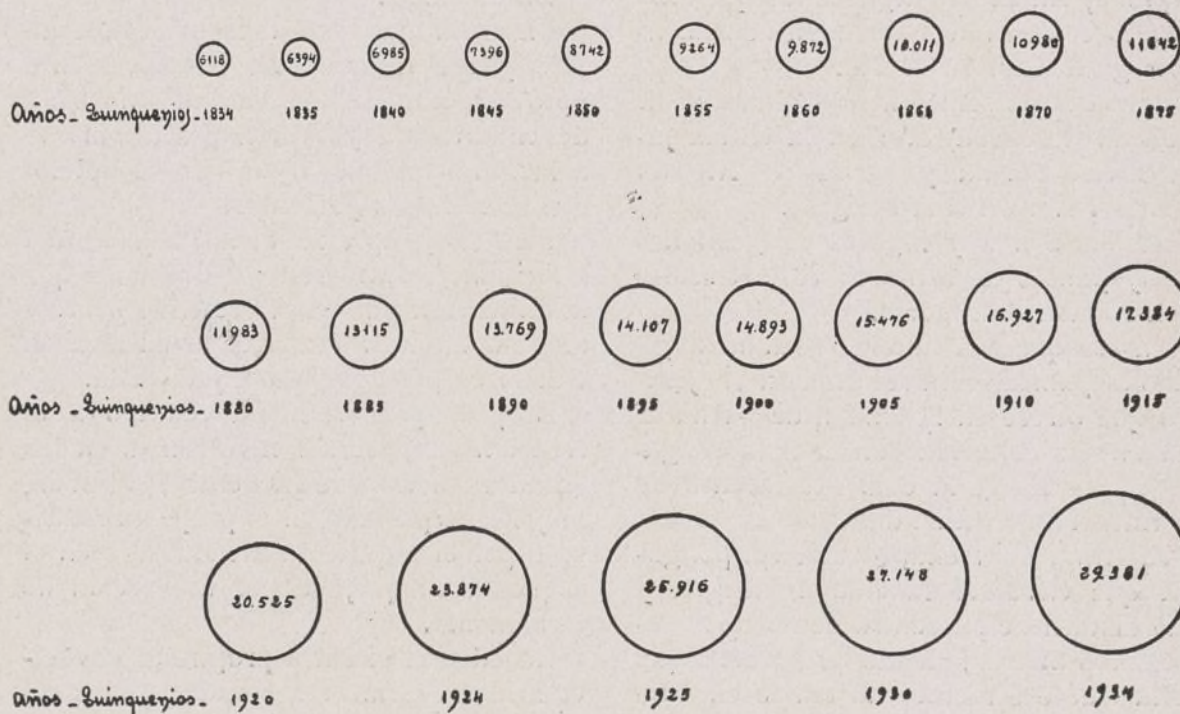 6118 6394 6985 7396 8742 9264 9.872 10.011 10980 11642
Años - Quinquenios - 1834 1835 1840 1845 1850 1855 1860 1865 1870 1875
11983 13115 13.769 14.107 14.893 15.476 16.927 17384
Años - Quinquenios - 1880 1885 1890 1895 1900 1905 1910 1915
20.525 23.874 25.916 27.148 29.381
Años - Quinquenios - 1920 1924 1925 1930 1934